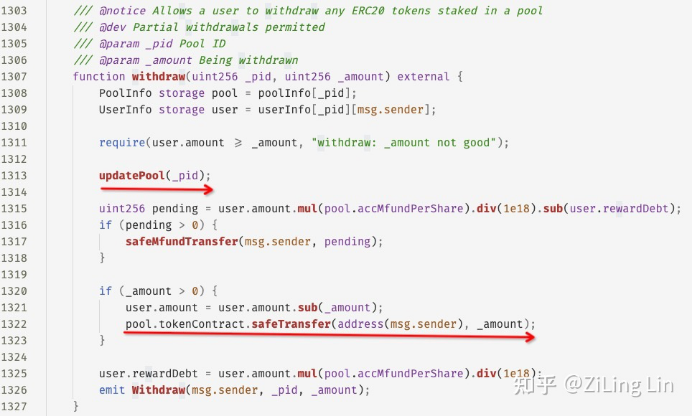 1303 /// @notice Allows a user to withdraw any ERC20 tokens staked in a pool
1304 /// @dev Partial withdrawals permitted
1305 /// @param _pid Pool ID
1306 /// @param _amount Being withdrawn
1307 function withdraw(uint256 _pid, uint256 _amount) external {
1308 PoolInfo storage pool = poolInfo[_pid];
1309 UserInfo storage user = userInfo[_pid][msg.sender];
1310
1311 require(user.amount ≥ _amount, "withdraw: _amount not good");
1312
1313 updatePool(_pid);
1314
1315 uint256 pending = user.amount.mul(pool.accMfundPerShare).div(1e18).sub(user.rewardDebt);
1316 if (pending > 0) {
1317 safeMfundTransfer(msg.sender, pending);
1318 }
1319
1320 if (_amount > 0) {
1321 user.amount = user.amount.sub(_amount);
1322 pool.tokenContract.safeTransfer(address(msg.sender), _amount);
1323 }
1324
1325 user.rewardDebt = user.amount.mul(pool.accMfundPerShare).div(1e18);
1326 emit Withdraw(msg.sender, _pid, _amount);
1327 }
知乎 @ZiLing Lin